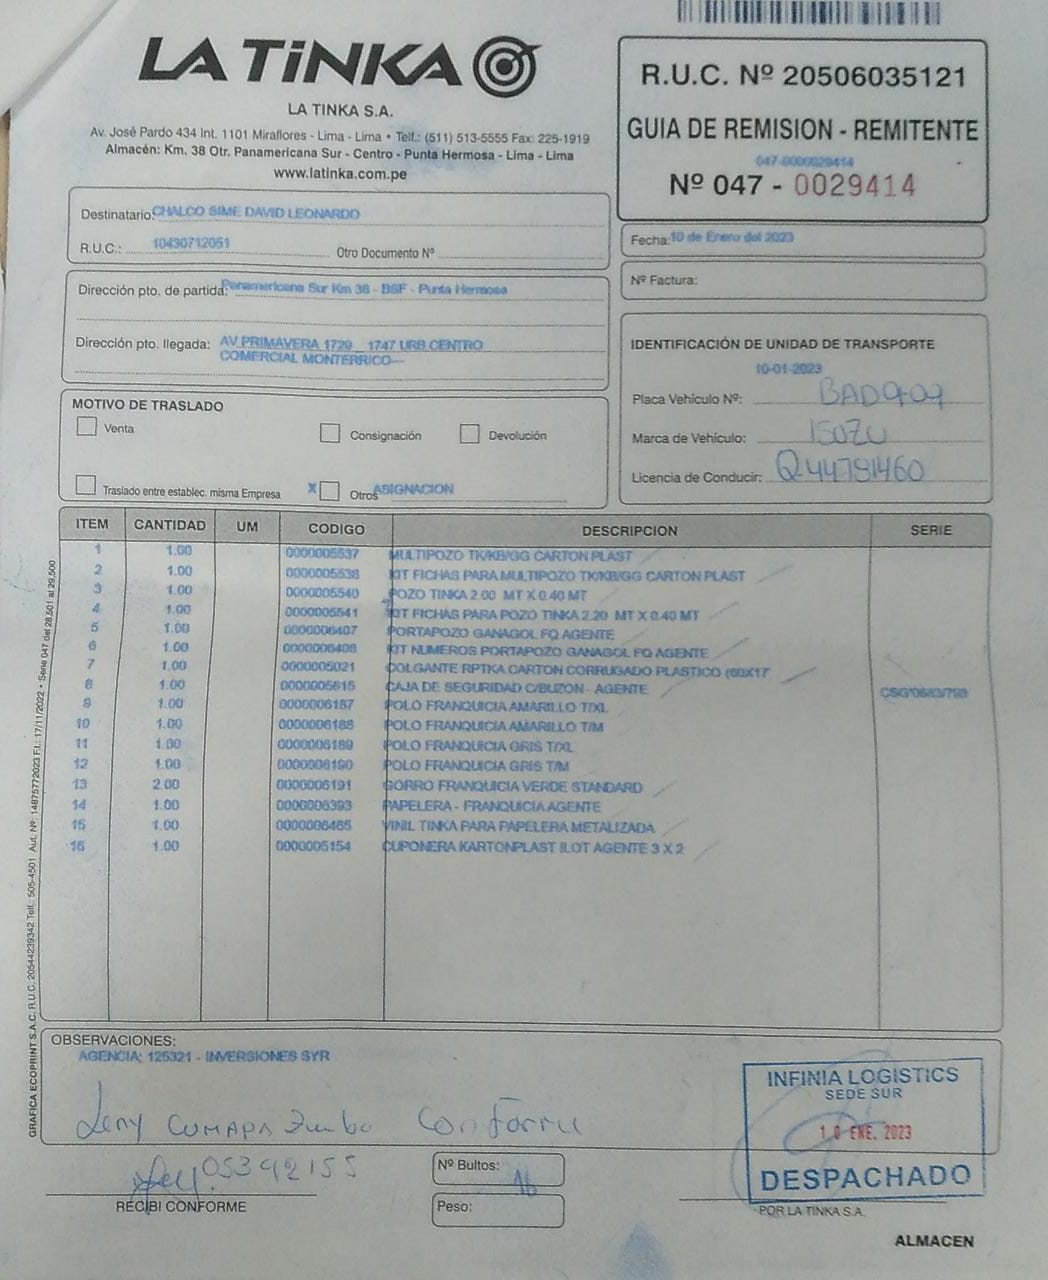 LA TiNKA
LA TINKA S.A.
Av. José Pardo 434 Int. 1101 Miraflores - Lima - Lima • Telf.: (511) 513-5555 Fax: 225-1919
Almacén: Km. 38 Otr. Panamericana Sur - Centro - Punta Hermosa - Lima - Lima
www.latinka.com.pe
R.U.C. Nº 20506035121
GUIA DE REMISION - REMITENTE
047-0000029414
Nº 047 - 0029414
Destinatario: CHALCO SIME DAVID LEONARDO
R.U.C.: 10430712051 Otro Documento Nº
Fecha: 10 de Enero del 2023
Nº Factura:
Dirección pto. de partida: Panamericana Sur Km 38 - BSF - Punta Hermosa
Dirección pto. llegada: AV PRIMAVERA 1729 _ 1747 URB CENTRO
COMERCIAL MONTERRICO---
IDENTIFICACIÓN DE UNIDAD DE TRANSPORTE
10-01-2023
Placa Vehículo Nº: BAD907
Marca de Vehículo: ISOZU
Licencia de Conducir: Q44781460
MOTIVO DE TRASLADO
Venta Consignación Devolución
Traslado entre establec. misma Empresa X Otros ASIGNACION
ITEM CANTIDAD UM CODIGO DESCRIPCION SERIE
1 1.00 0000005537 MULTIPOZO TK/KB/GG CARTON PLAST
2 1.00 0000005538 KIT FICHAS PARA MULTIPOZO TK/KB/GG CARTON PLAST
3 1.00 0000005540 POZO TINKA 2.00 MT X 0.40 MT
4 1.00 0000005541 KIT FICHAS PARA POZO TINKA 2.20 MT X 0.40 MT
5 1.00 0000006407 PORTAPOZO GANAGOL FQ AGENTE
6 1.00 0000006408 KIT NUMEROS PORTAPOZO GANAGOL FQ AGENTE
7 1.00 0000005021 COLGANTE RPTKA CARTON CORRUGADO PLASTICO (60X17
8 1.00 0000005615 CAJA DE SEGURIDAD C/BUZON - AGENTE
9 1.00 0000006187 POLO FRANQUICIA AMARILLO T/XL
10 1.00 0000006188 POLO FRANQUICIA AMARILLO T/M
11 1.00 0000006189 POLO FRANQUICIA GRIS T/XL
12 1.00 0000006190 POLO FRANQUICIA GRIS T/M
13 2.00 0000006191 GORRO FRANQUICIA VERDE STANDARD
14 1.00 0000006393 PAPELERA - FRANQUICIA AGENTE
15 1.00 0000006465 VINIL TINKA PARA PAPELERA METALIZADA
16 1.00 0000005154 CUPONERA KARTONPLAST ILOT AGENTE 3 X 2
GRAFICA ECOPRINT S.A.C. R.U.C. 20544239342 Telf.: 505-4501 Aut. Nº: 14875772023 F.I.: 17/11/2022 • Serie 047 del 28,501 al 29,500
OBSERVACIONES:
AGENCIA: 125321 - INVERSIONES SYR
Leny CUMAPA Zumba Conforme
05392155
RECIBI CONFORME
Nº Bultos: 16
Peso:
INFINIA LOGISTICS
SEDE SUR
10 ENE. 2023
DESPACHADO
POR LA TINKA S.A.
ALMACEN